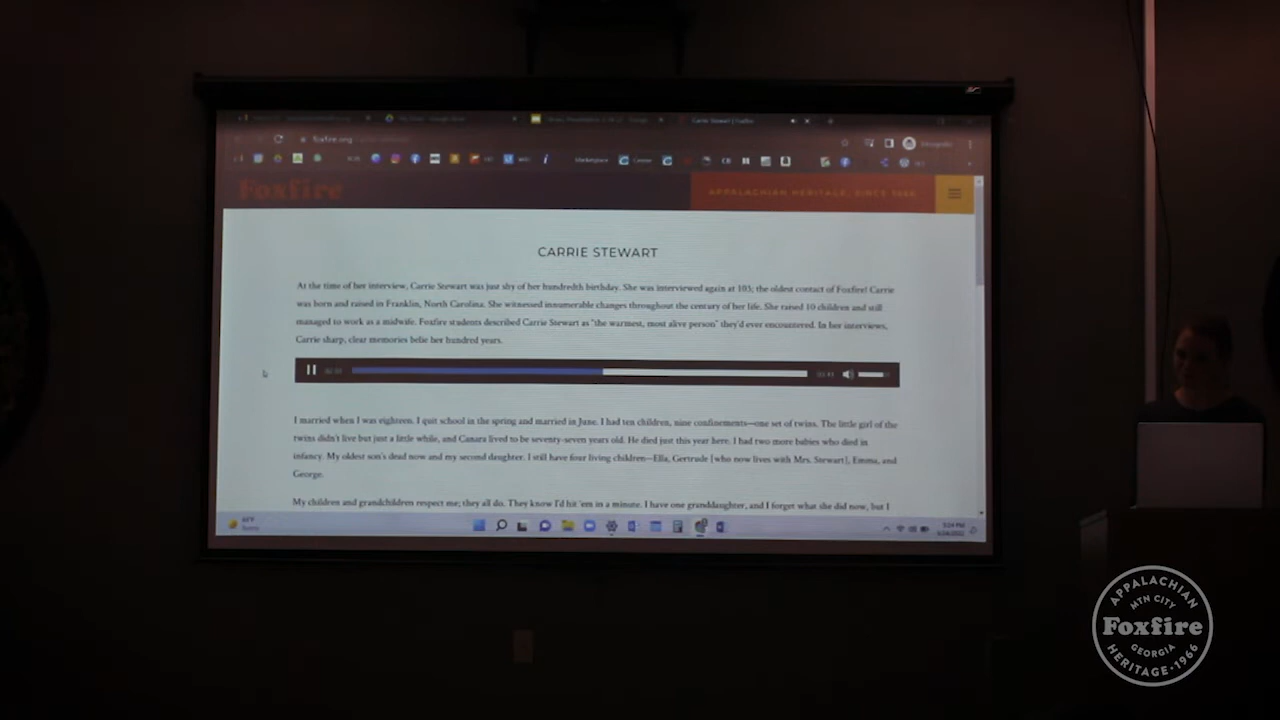 foxfire.org
Foxfire
APPALACHIAN HERITAGE, SINCE 1966
CARRIE STEWART
At the time of her interview, Carrie Stewart was just shy of her hundredth birthday. She was interviewed again at 103; the oldest contact of Foxfire! Carrie
was born and raised in Franklin, North Carolina. She witnessed innumerable changes throughout the century of her life. She raised 10 children and still
managed to work as a midwife. Foxfire students described Carrie Stewart as "the warmest, most alive person" they'd ever encountered. In her interviews,
Carrie sharp, clear memories belie her hundred years.
I married when I was eighteen. I quit school in the spring and married in June. I had ten children, nine confinements—one set of twins. The little girl of the
twins didn't live but just a little while, and Canara lived to be seventy-seven years old. He died just this year here. I had two more babies who died in
infancy. My oldest son's dead now and my second daughter. I still have four living children—Ella, Gertrude [who now lives with Mrs. Stewart], Emma, and
George.
My children and grandchildren respect me; they all do. They know I'd hit 'em in a minute. I have one granddaughter, and I forget what she did now, but I
APPALACHIAN
MTN CITY
Foxfire
GEORGIA
HERITAGE·1966